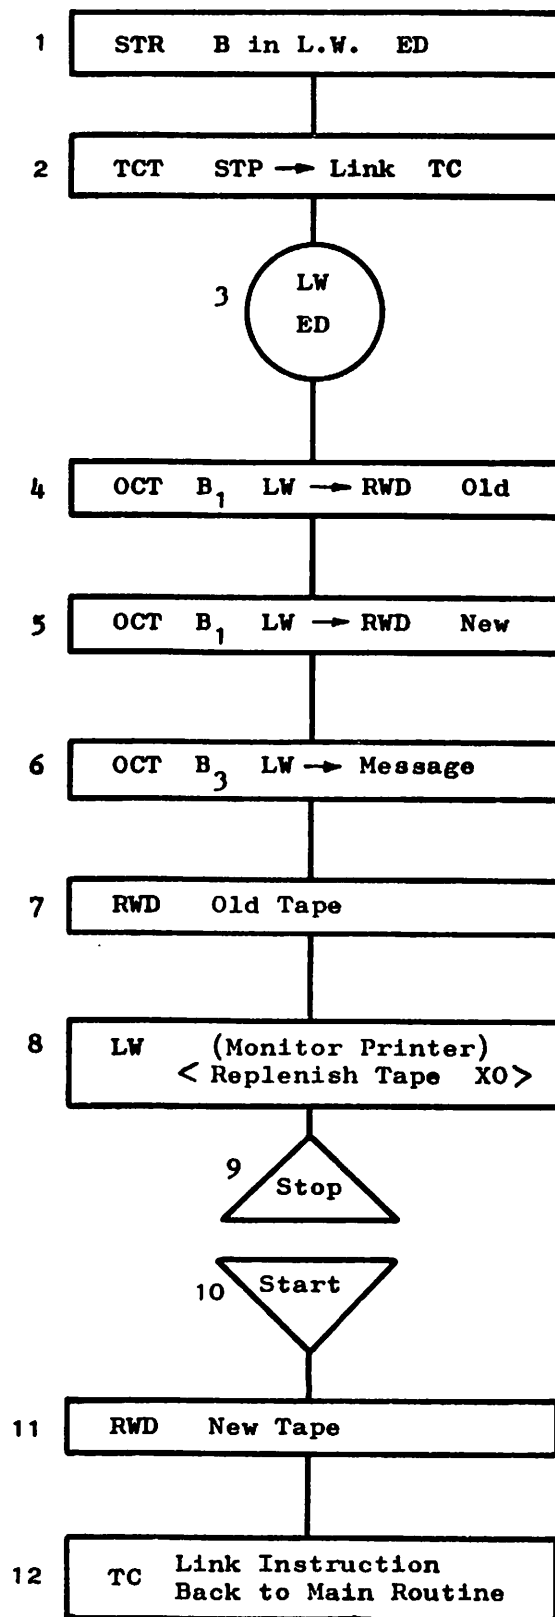 1 STR B in L.W. ED
2 TCT STP → Link TC
3 LW
ED
4 OCT B1 LW → RWD Old
5 OCT B1 LW → RWD New
6 OCT B3 LW → Message
7 RWD Old Tape
8 LW (Monitor Printer)
< Replenish Tape XO >
9 Stop
10 Start
11 RWD New Tape
12 TC Link Instruction
Back to Main Routine